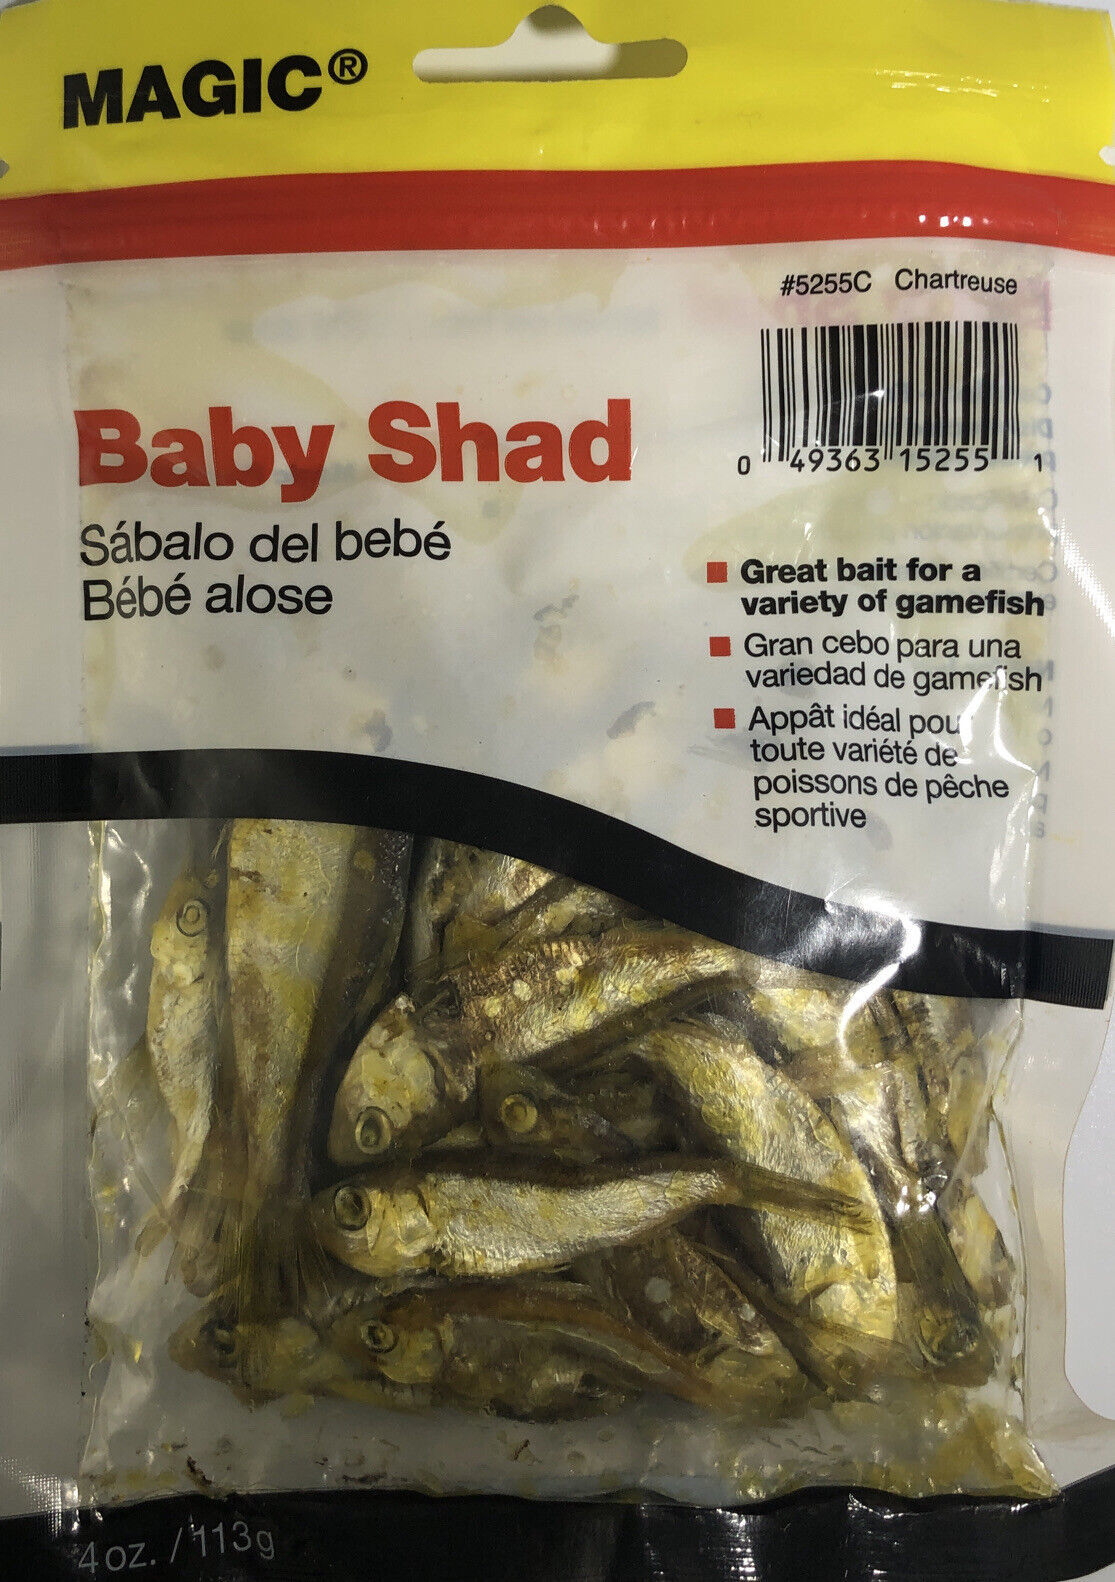 MAGIC®
#5255C Chartreuse
0 49363 15255 1
Baby Shad
Sábalo del bebé
Bébé alose
Great bait for a
variety of gamefish
Gran cebo para una
variedad de gamefish
Appât idéal pour
toute variété de
poissons de pêche
sportive
4 oz. / 113g